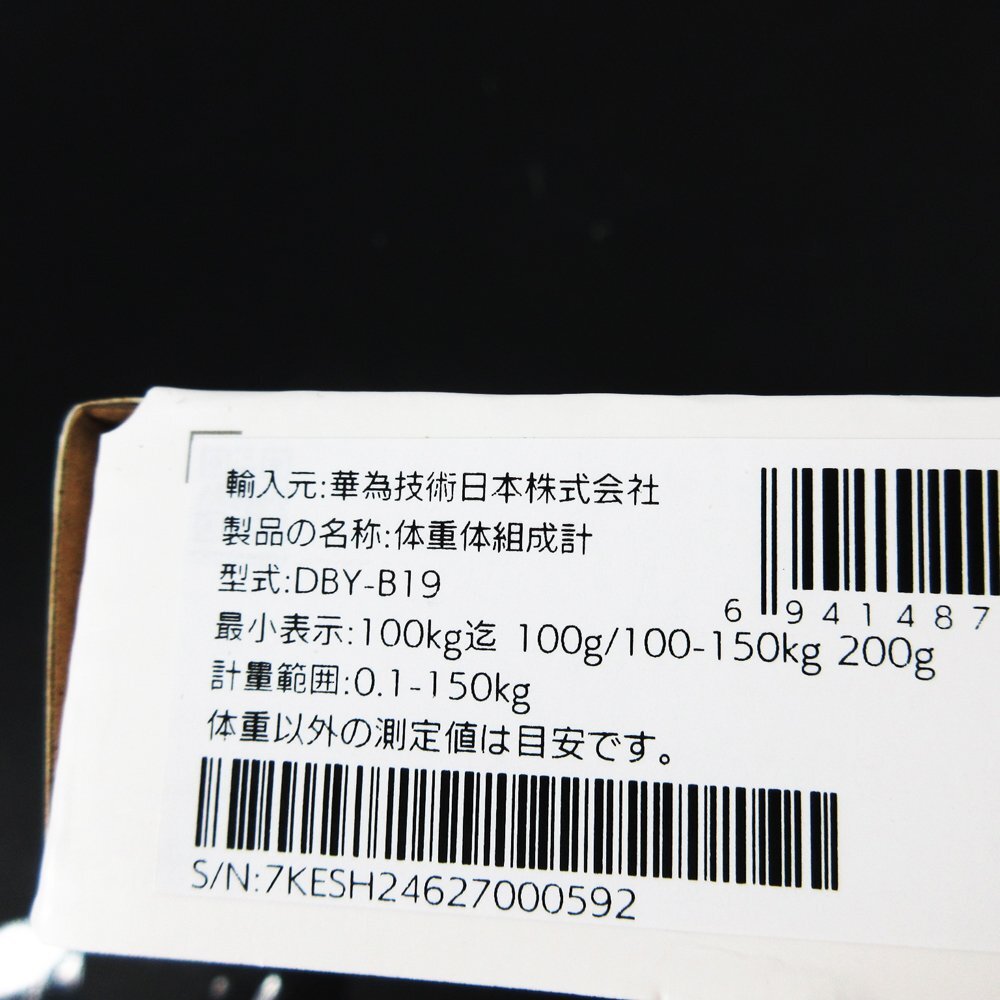 輸入元:華為技術日本株式会社
製品の名称:体重体組成計
型式:DBY-B19
最小表示:100kg迄 100g/100-150kg 200g
計量範囲:0.1-150kg
体重以外の測定値は目安です。
S/N:7KESH24627000592
6 941487